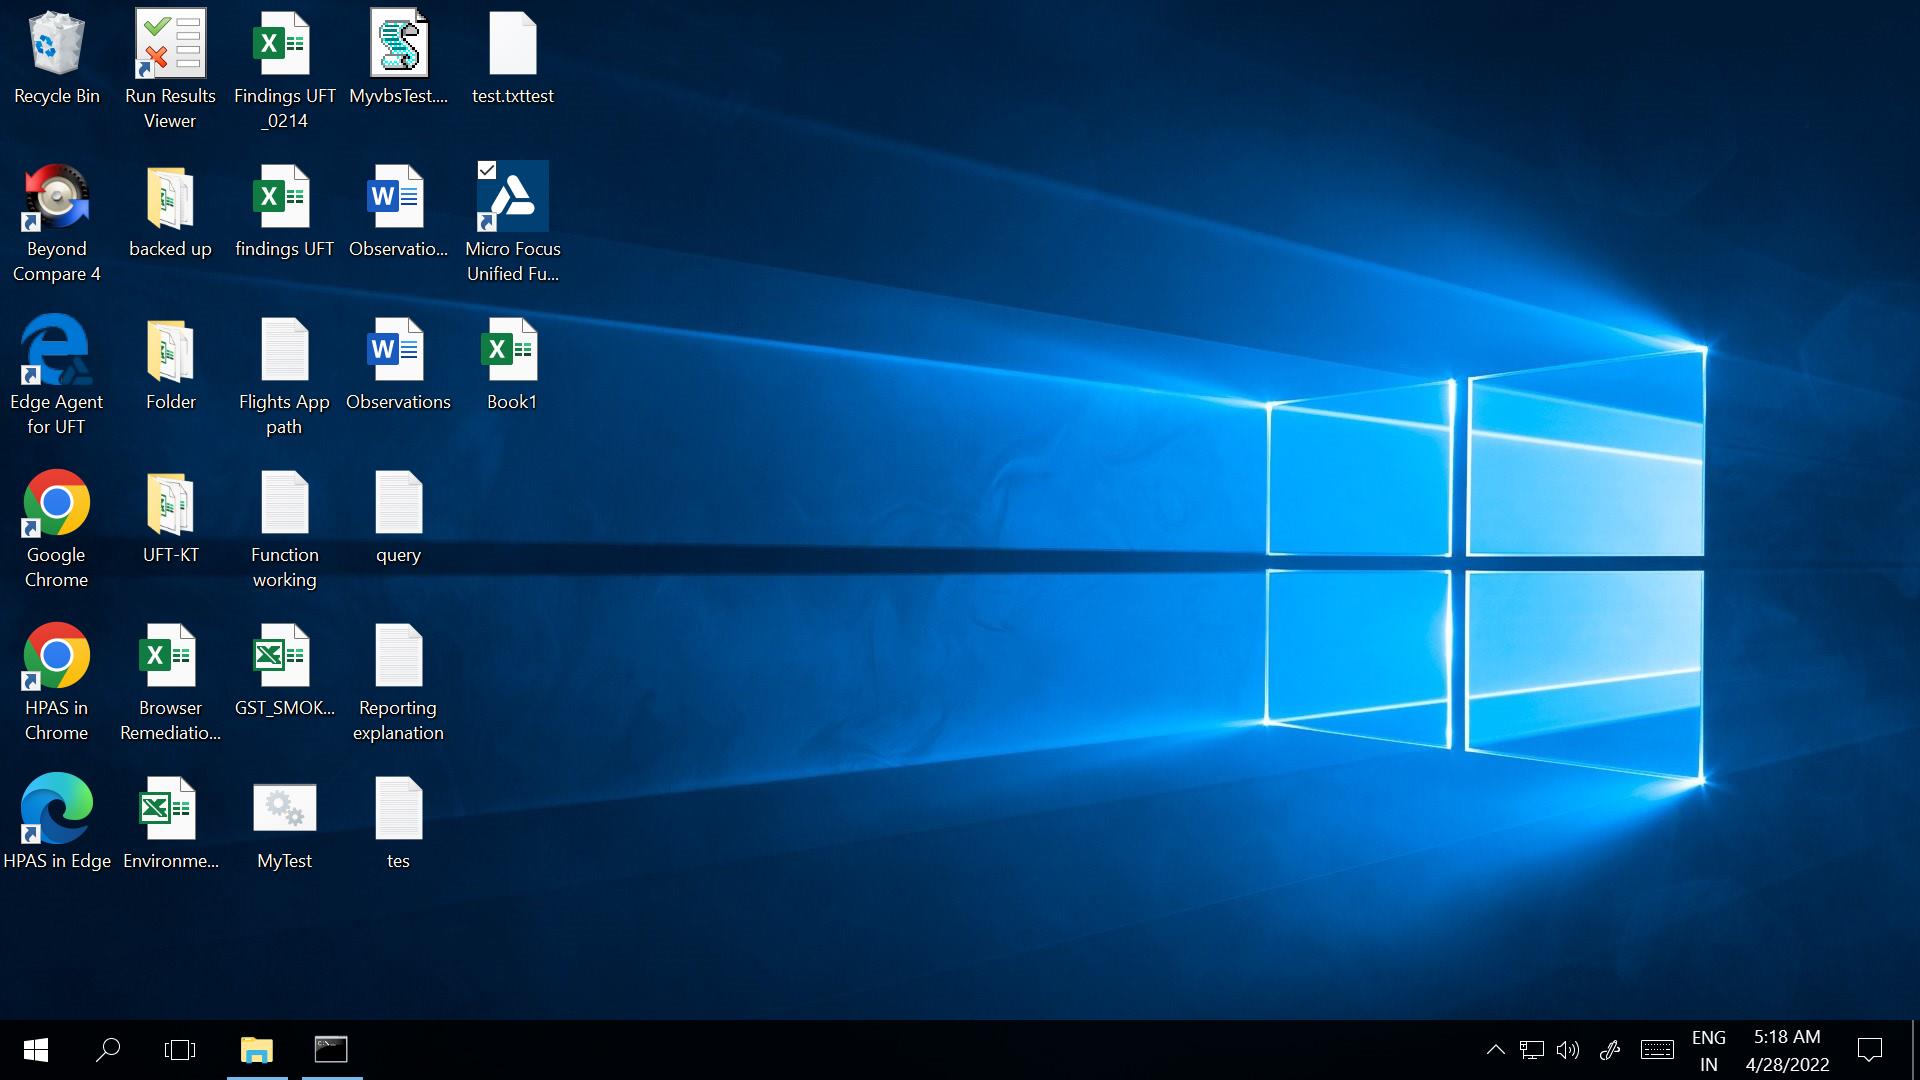 Recycle Bin
Run Results
Viewer
Findings UFT
_0214
MyvbsTest....
test.txttest
Beyond
Compare 4
backed up
findings UFT
Observatio...
Micro Focus
Unified Fu...
Edge Agent
for UFT
Folder
Flights App
path
Observations
Book1
Google
Chrome
UFT-KT
Function
working
query
HPAS in
Chrome
Browser
Remediatio...
GST_SMOK...
Reporting
explanation
HPAS in Edge
Environme...
MyTest
tes
ENG
IN
5:18 AM
4/28/2022